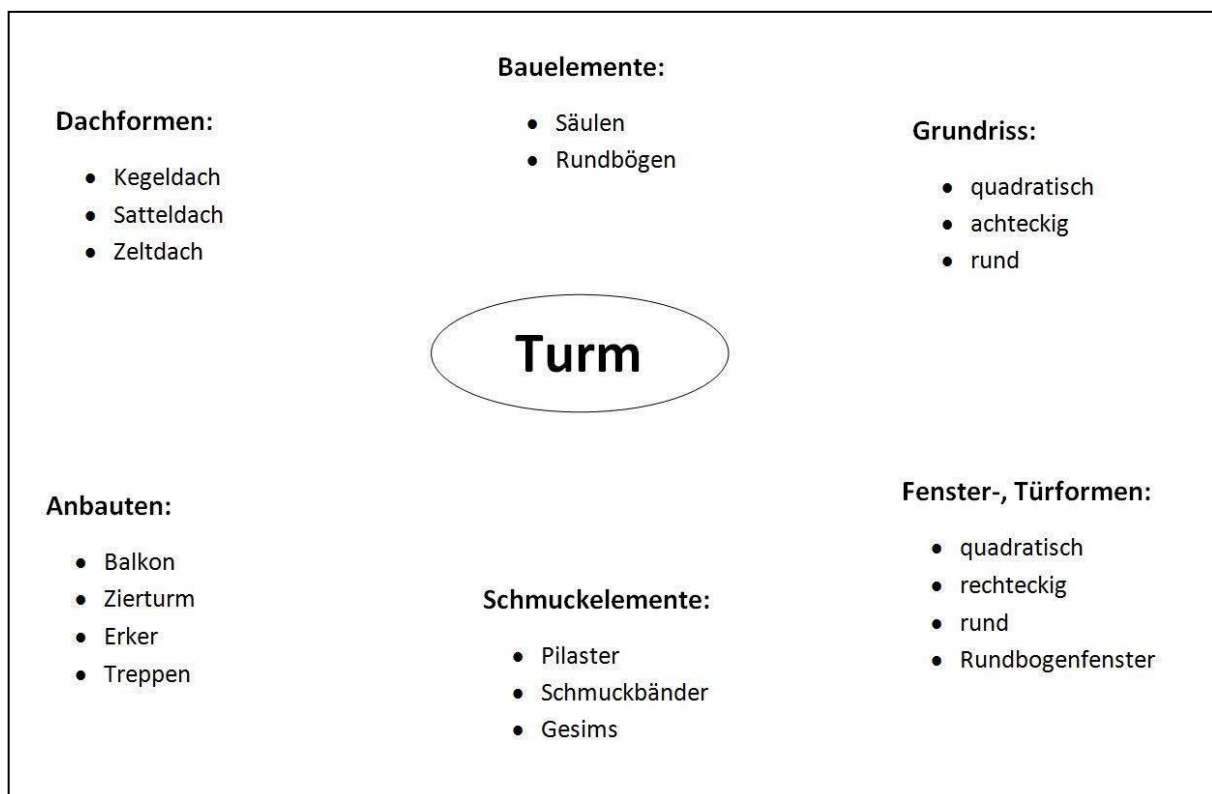 Bauelemente:
• Säulen
• Rundbögen
Dachformen:
• Kegeldach
• Satteldach
• Zeltdach
Grundriss:
• quadratisch
• achteckig
• rund
Turm
Anbauten:
• Balkon
• Zierturm
• Erker
• Treppen
Schmuckelemente:
• Pilaster
• Schmuckbänder
• Gesims
Fenster-, Türformen:
• quadratisch
• rechteckig
• rund
• Rundbogenfenster